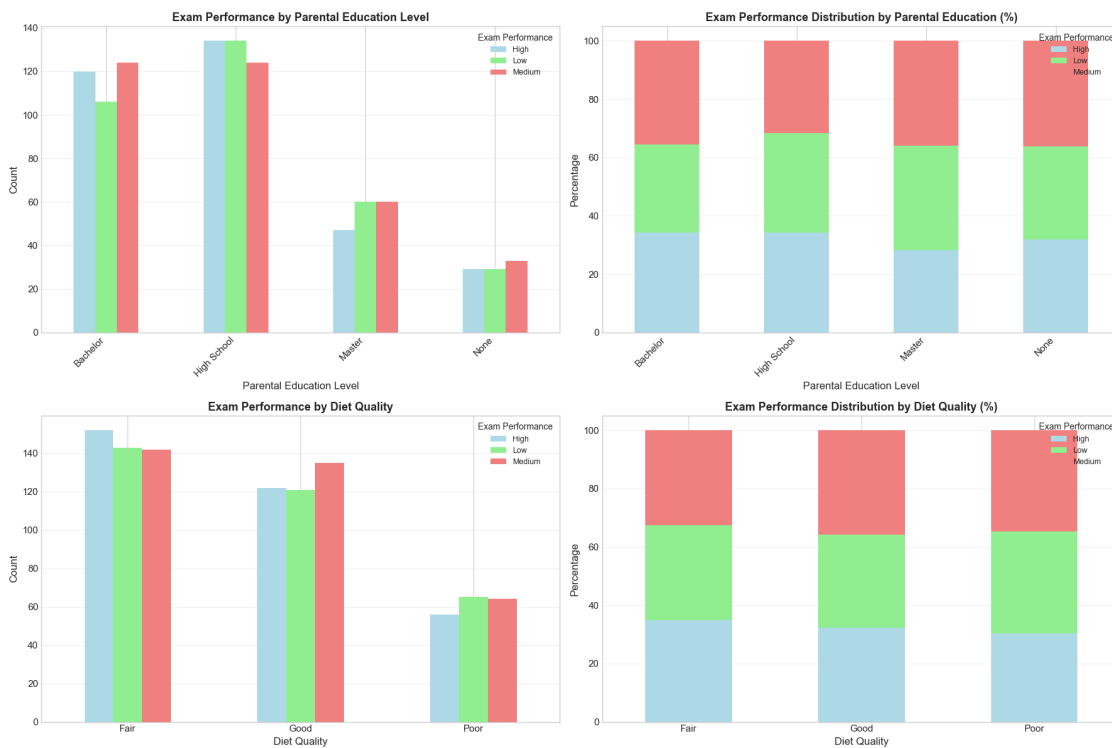 Exam Performance by Parental Education Level
140
120
100
80
60
40
20
0
Count
Exam Performance
High
Low
Medium
Bachelor
High School
Master
None
Parental Education Level
Exam Performance Distribution by Parental Education (%)
100
80
60
40
20
0
Percentage
Exam Performance
High
Low
Medium
Bachelor
High School
Master
None
Parental Education Level
Exam Performance by Diet Quality
140
120
100
80
60
40
20
0
Count
Exam Performance
High
Low
Medium
Fair
Good
Poor
Diet Quality
Exam Performance Distribution by Diet Quality (%)
100
80
60
40
20
0
Percentage
Exam Performance
High
Low
Medium
Fair
Good
Poor
Diet Quality